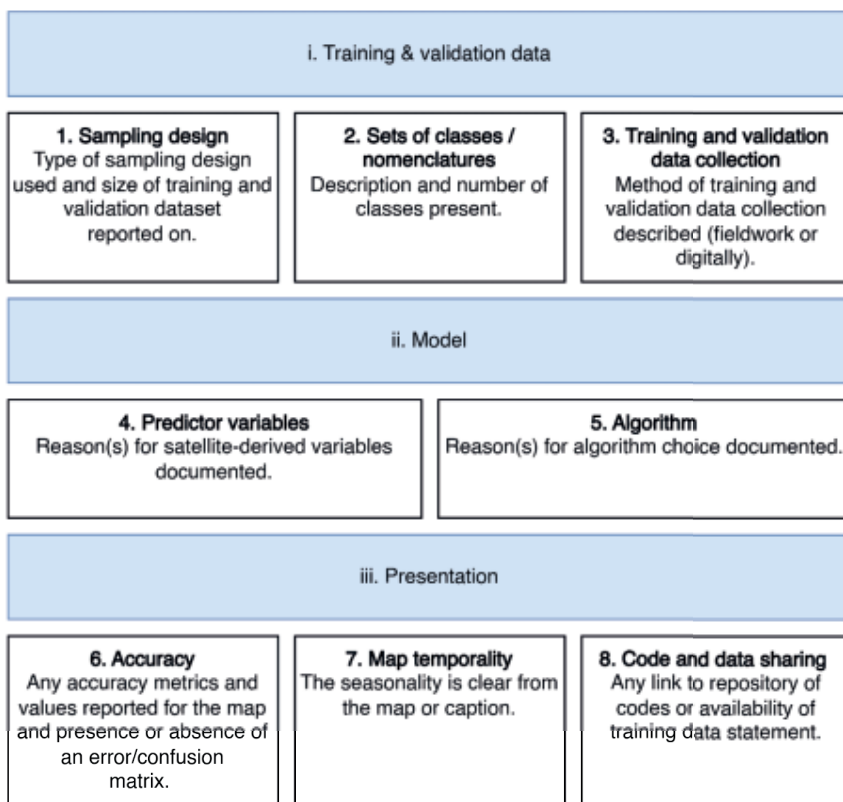 i. Training & validation data
1. Sampling design
Type of sampling design
used and size of training and
validation dataset
reported on.
2. Sets of classes /
nomenclatures
Description and number of
classes present.
3. Training and validation
data collection
Method of training and
validation data collection
described (fieldwork or
digitally).
ii. Model
4. Predictor variables
Reason(s) for satellite-derived variables
documented.
5. Algorithm
Reason(s) for algorithm choice documented.
iii. Presentation
6. Accuracy
Any accuracy metrics and
values reported for the map
and presence or absence of
an error/confusion
matrix.
7. Map temporality
The seasonality is clear from
the map or caption.
8. Code and data sharing
Any link to repository of
codes or availability of
training data statement.